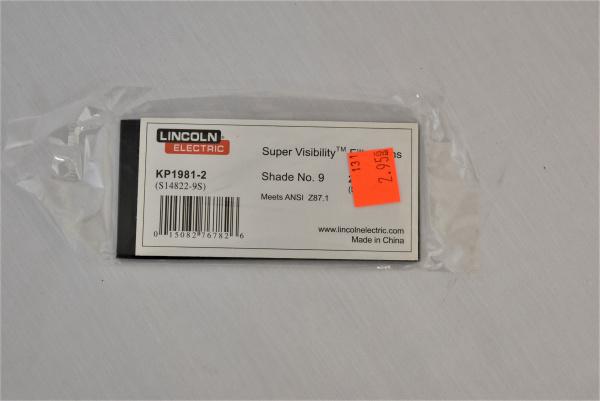 LINCOLN
ELECTRIC
Super Visibility™
KP1981-2
Shade No. 9
(S14822-9S)
Meets ANSI Z87.1
131
2.95
www.lincolnelectric.com
Made in China
0 15082 76782 6